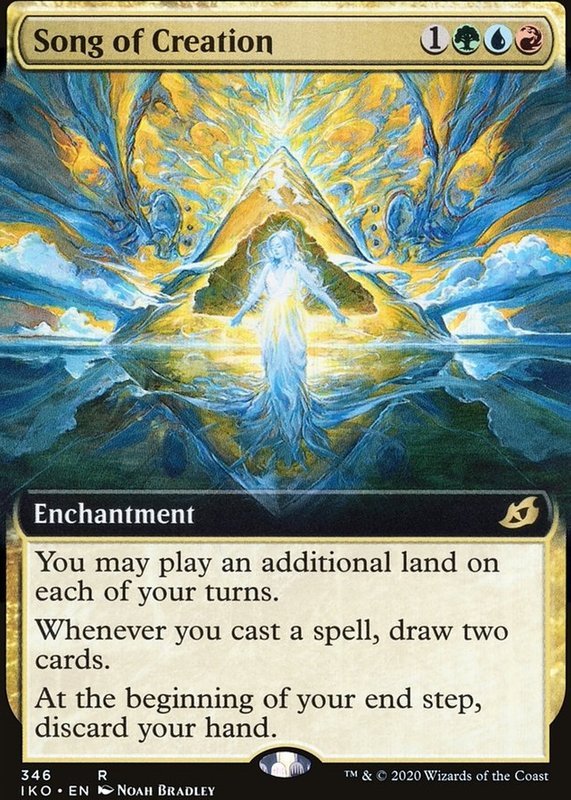 Song of Creation 1
Enchantment
You may play an additional land on
each of your turns.
Whenever you cast a spell, draw two
cards.
At the beginning of your end step,
discard your hand.
346 R
IKO • EN NOAH BRADLEY
™ & © 2020 Wizards of the Coast